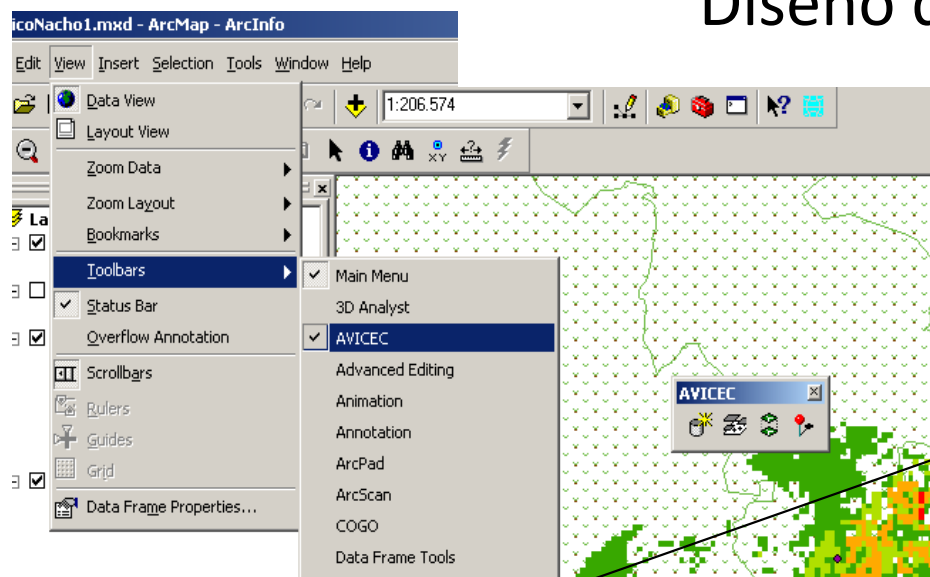 Diseño d
icoNacho1.mxd - ArcMap - ArcInfo
Edit View Insert Selection Tools Window Help
Data View
1:206.574
Layout View
XY
Zoom Data
Zoom Layout
La
Bookmarks
Toolbars
Main Menu
Status Bar
3D Analyst
Overflow Annotation
AVICEC
Scrollbars
Advanced Editing
AVICEC
Rulers
Animation
Guides
Annotation
Grid
ArcPad
Data Frame Properties...
ArcScan
COGO
Data Frame Tools